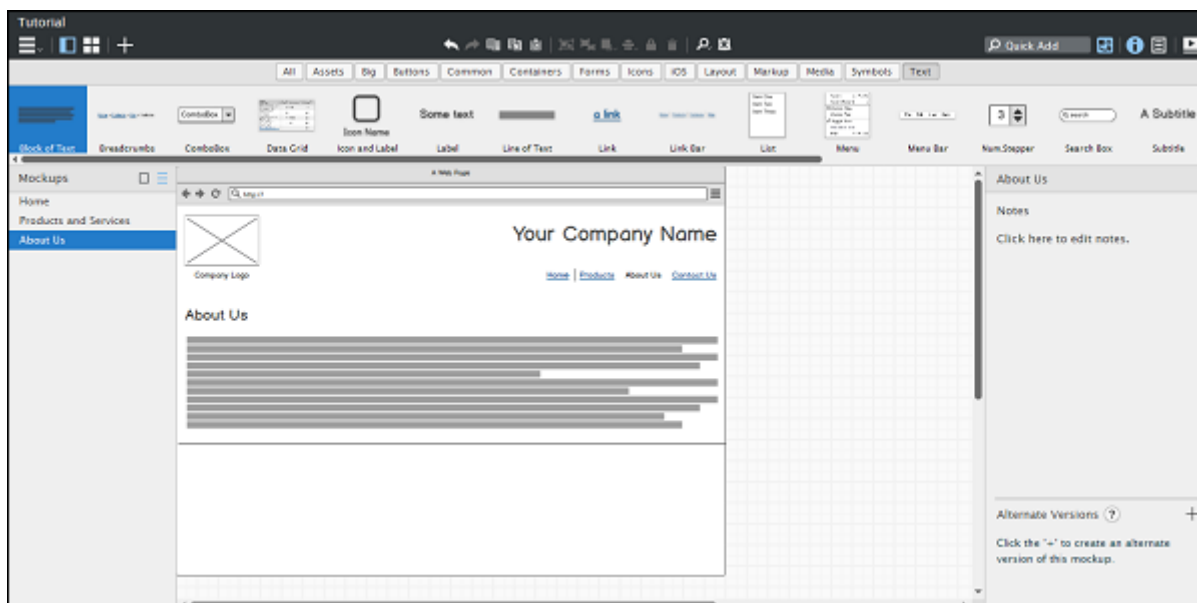 Tutorial
Quick Add
All Assets Big Buttons Common Containers Forms Icons iOS Layout Markup Media Symbols Text
ComboBox
Some text
a link
3
search
A Subtitle
Icon Name
Block of Text Breadcrumbs ComboBox Data Grid Icon and Label Label Line of Text Link Link Bar List Menu Menu Bar Num.Stepper Search Box Subtitle
Mockups
Home
Products and Services
About Us
A Web Page
http://
Your Company Name
Company Logo
Home Products About Us Contact Us
About Us
About Us
Notes
Click here to edit notes.
Alternate Versions ?
Click the '+' to create an alternate
version of this mockup.